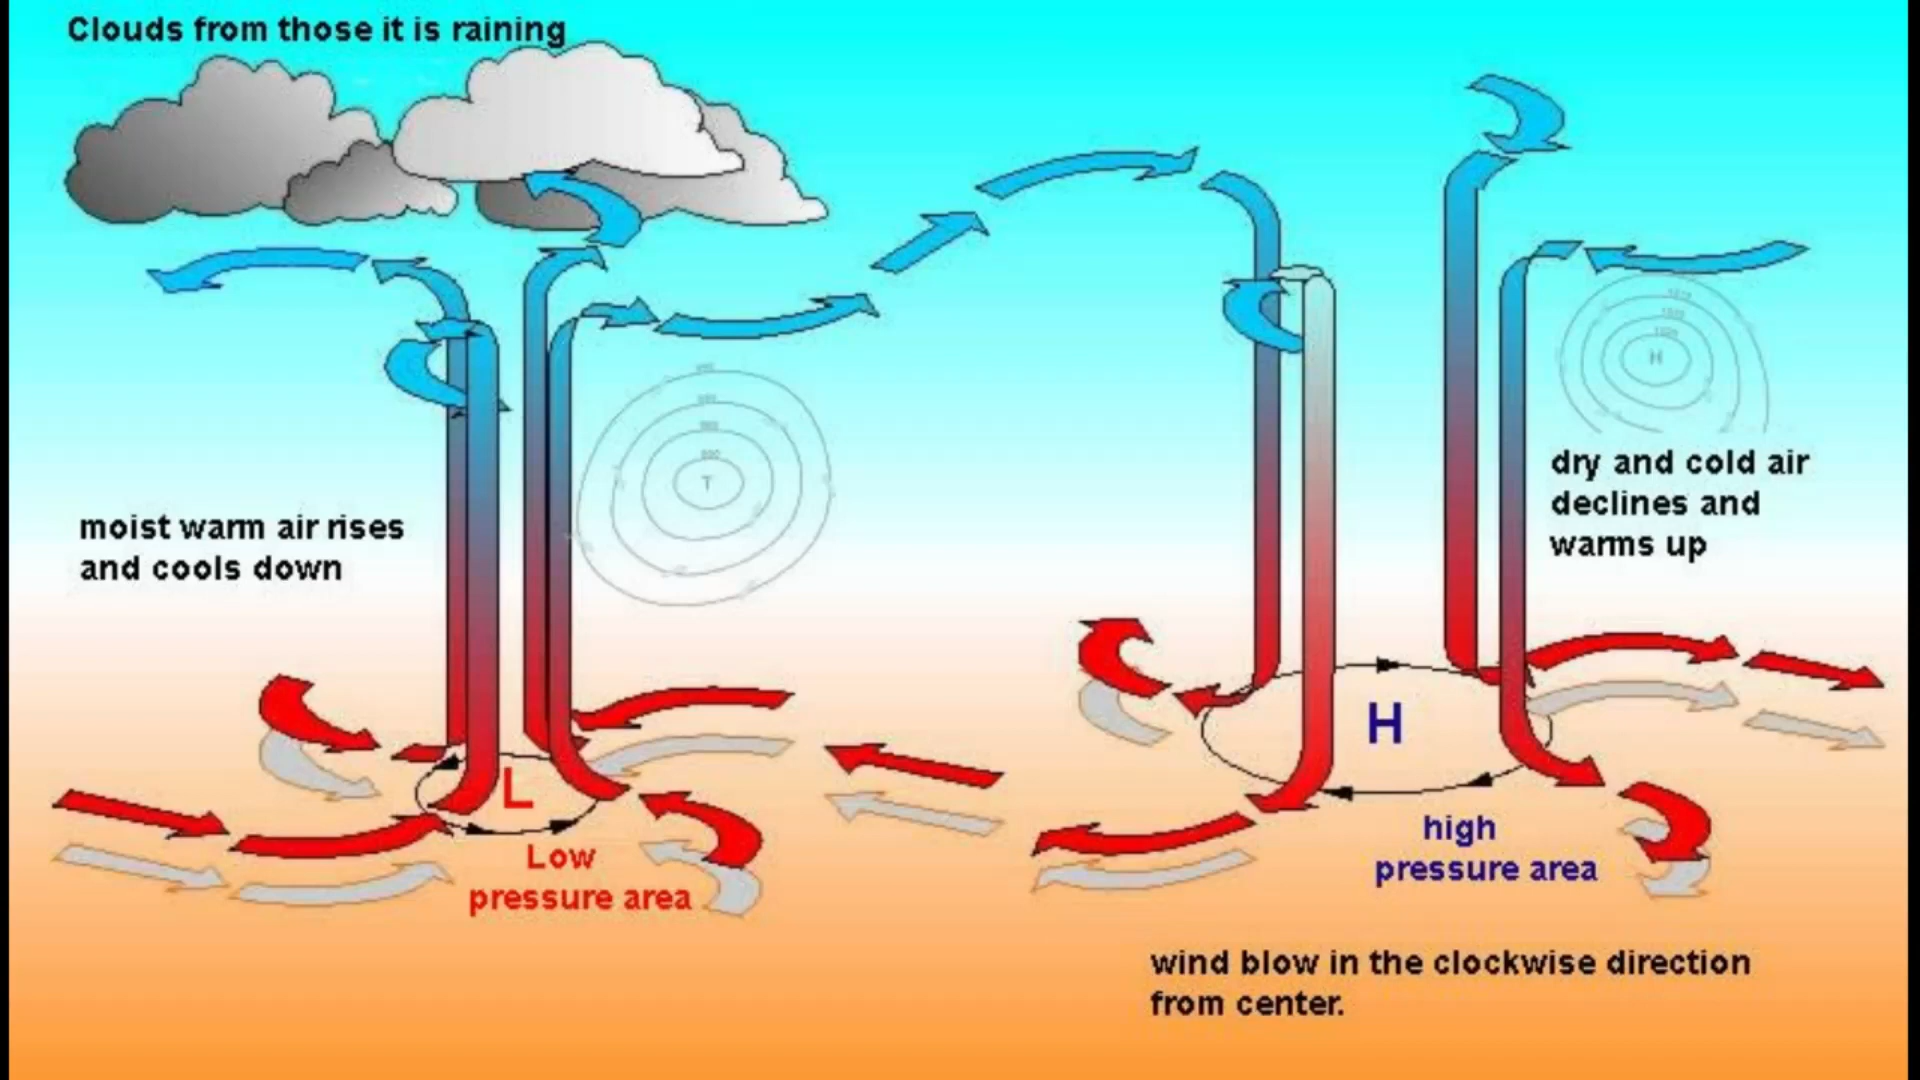 Clouds from those it is raining
moist warm air rises
and cools down
T
L
Low
pressure area
H
dry and cold air
declines and
warms up
H
high
pressure area
wind blow in the clockwise direction
from center.